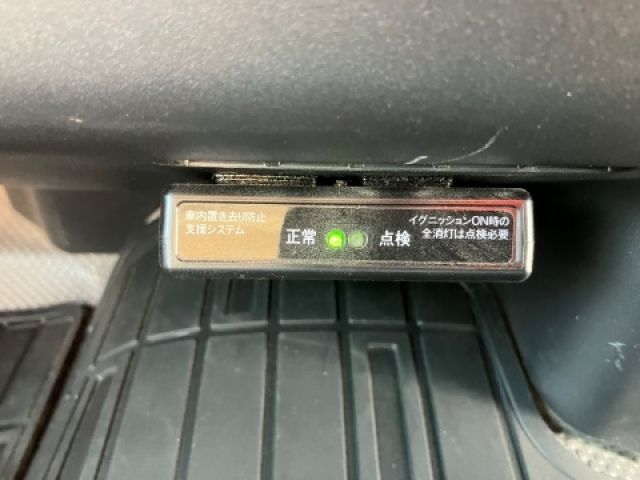 車内置き去り防止
支援システム
正常
点検
イグニッションON時の
全消灯は点検必要